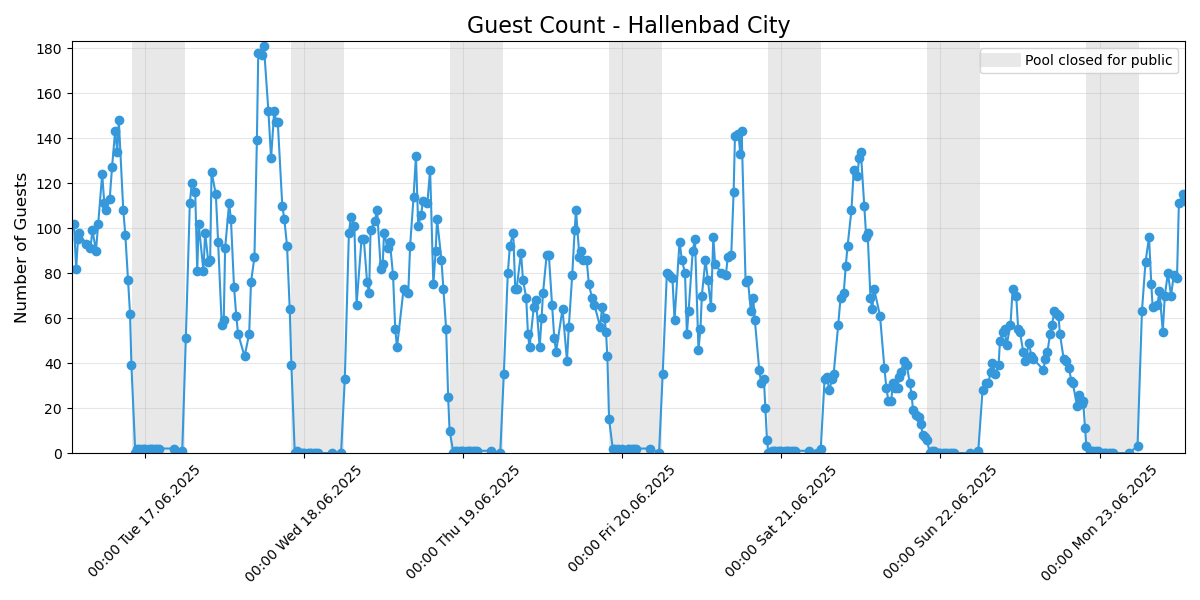 Guest Count - Hallenbad City
Pool closed for public
Number of Guests
180
160
140
120
100
80
60
40
20
0
00:00 Tue 17.06.2025
00:00 Wed 18.06.2025
00:00 Thu 19.06.2025
00:00 Fri 20.06.2025
00:00 Sat 21.06.2025
00:00 Sun 22.06.2025
00:00 Mon 23.06.2025